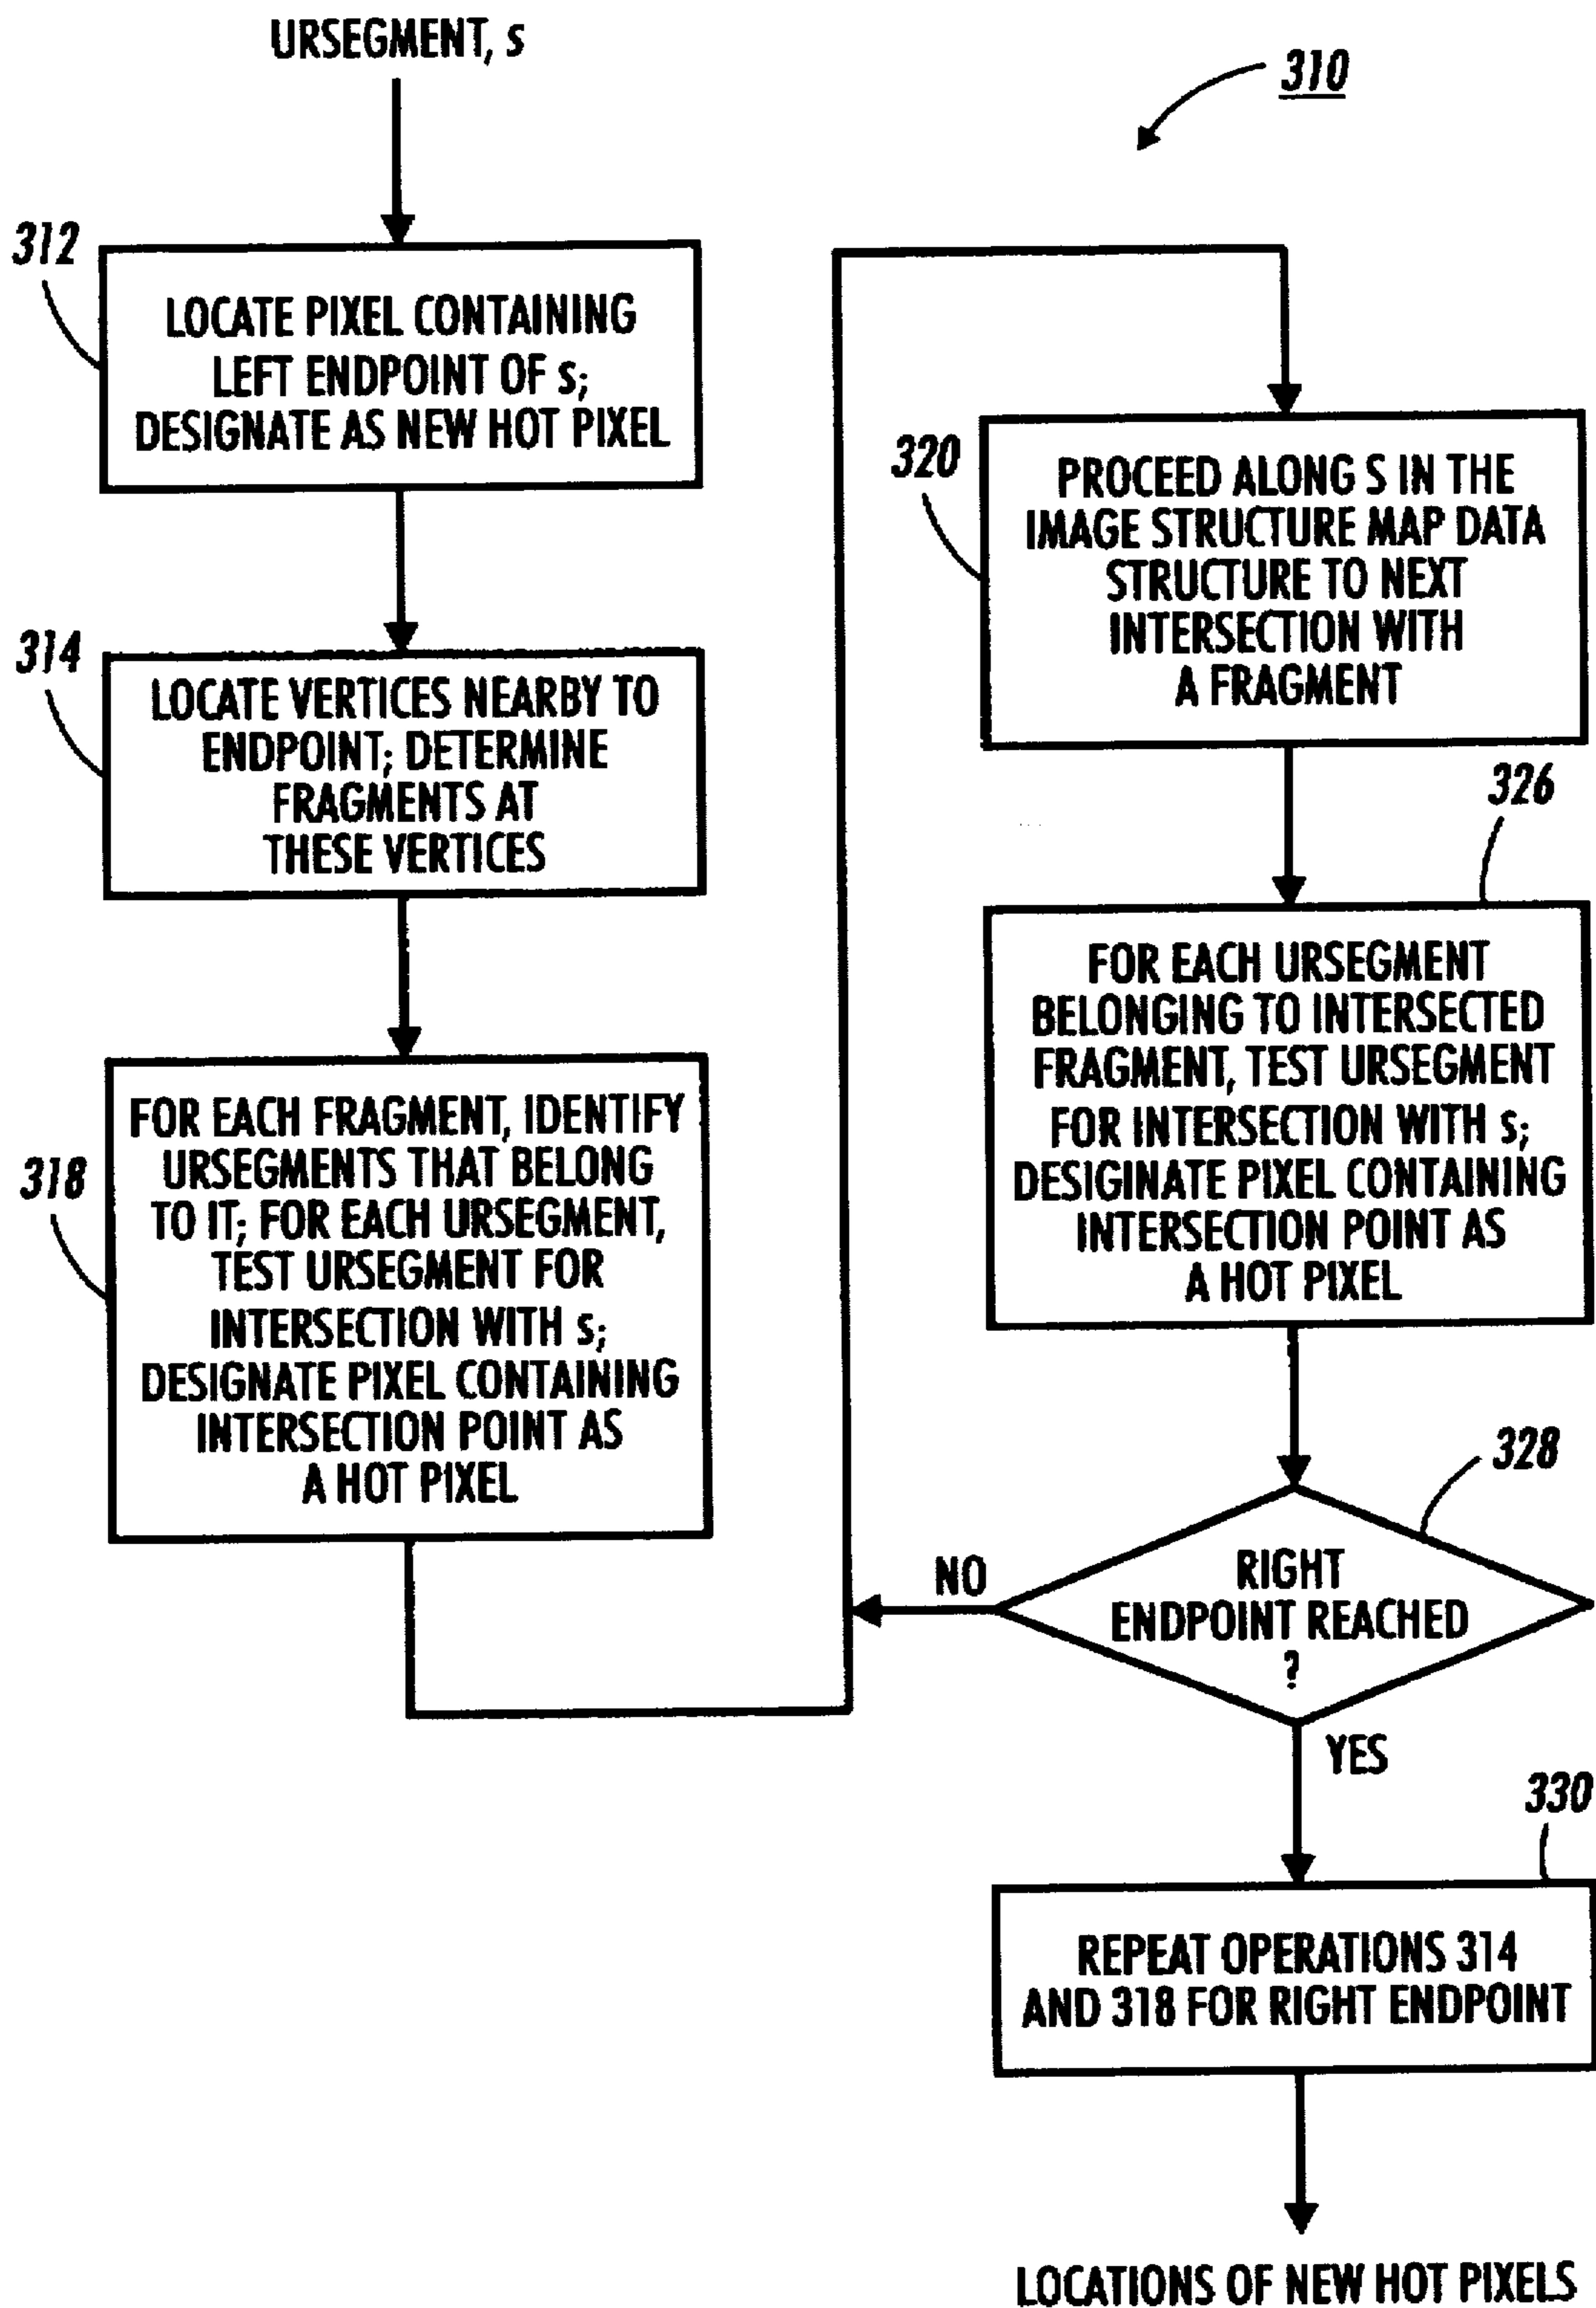 URSEGMENT, s
310
312
LOCATE PIXEL CONTAINING
LEFT ENDPOINT OF s;
DESIGNATE AS NEW HOT PIXEL
314
LOCATE VERTICES NEARBY TO
ENDPOINT; DETERMINE
FRAGMENTS AT
THESE VERTICES
318
FOR EACH FRAGMENT, IDENTIFY
URSEGMENTS THAT BELONG
TO IT; FOR EACH URSEGMENT,
TEST URSEGMENT FOR
INTERSECTION WITH s;
DESIGNATE PIXEL CONTAINING
INTERSECTION POINT AS
A HOT PIXEL
320
PROCEED ALONG S IN THE
IMAGE STRUCTURE MAP DATA
STRUCTURE TO NEXT
INTERSECTION WITH
A FRAGMENT
326
FOR EACH URSEGMENT
BELONGING TO INTERSECTED
FRAGMENT, TEST URSEGMENT
FOR INTERSECTION WITH s;
DESIGINATE PIXEL CONTAINING
INTERSECTION POINT AS
A HOT PIXEL
328
RIGHT
ENDPOINT REACHED
?
NO
YES
330
REPEAT OPERATIONS 314
AND 318 FOR RIGHT ENDPOINT
LOCATIONS OF NEW HOT PIXELS